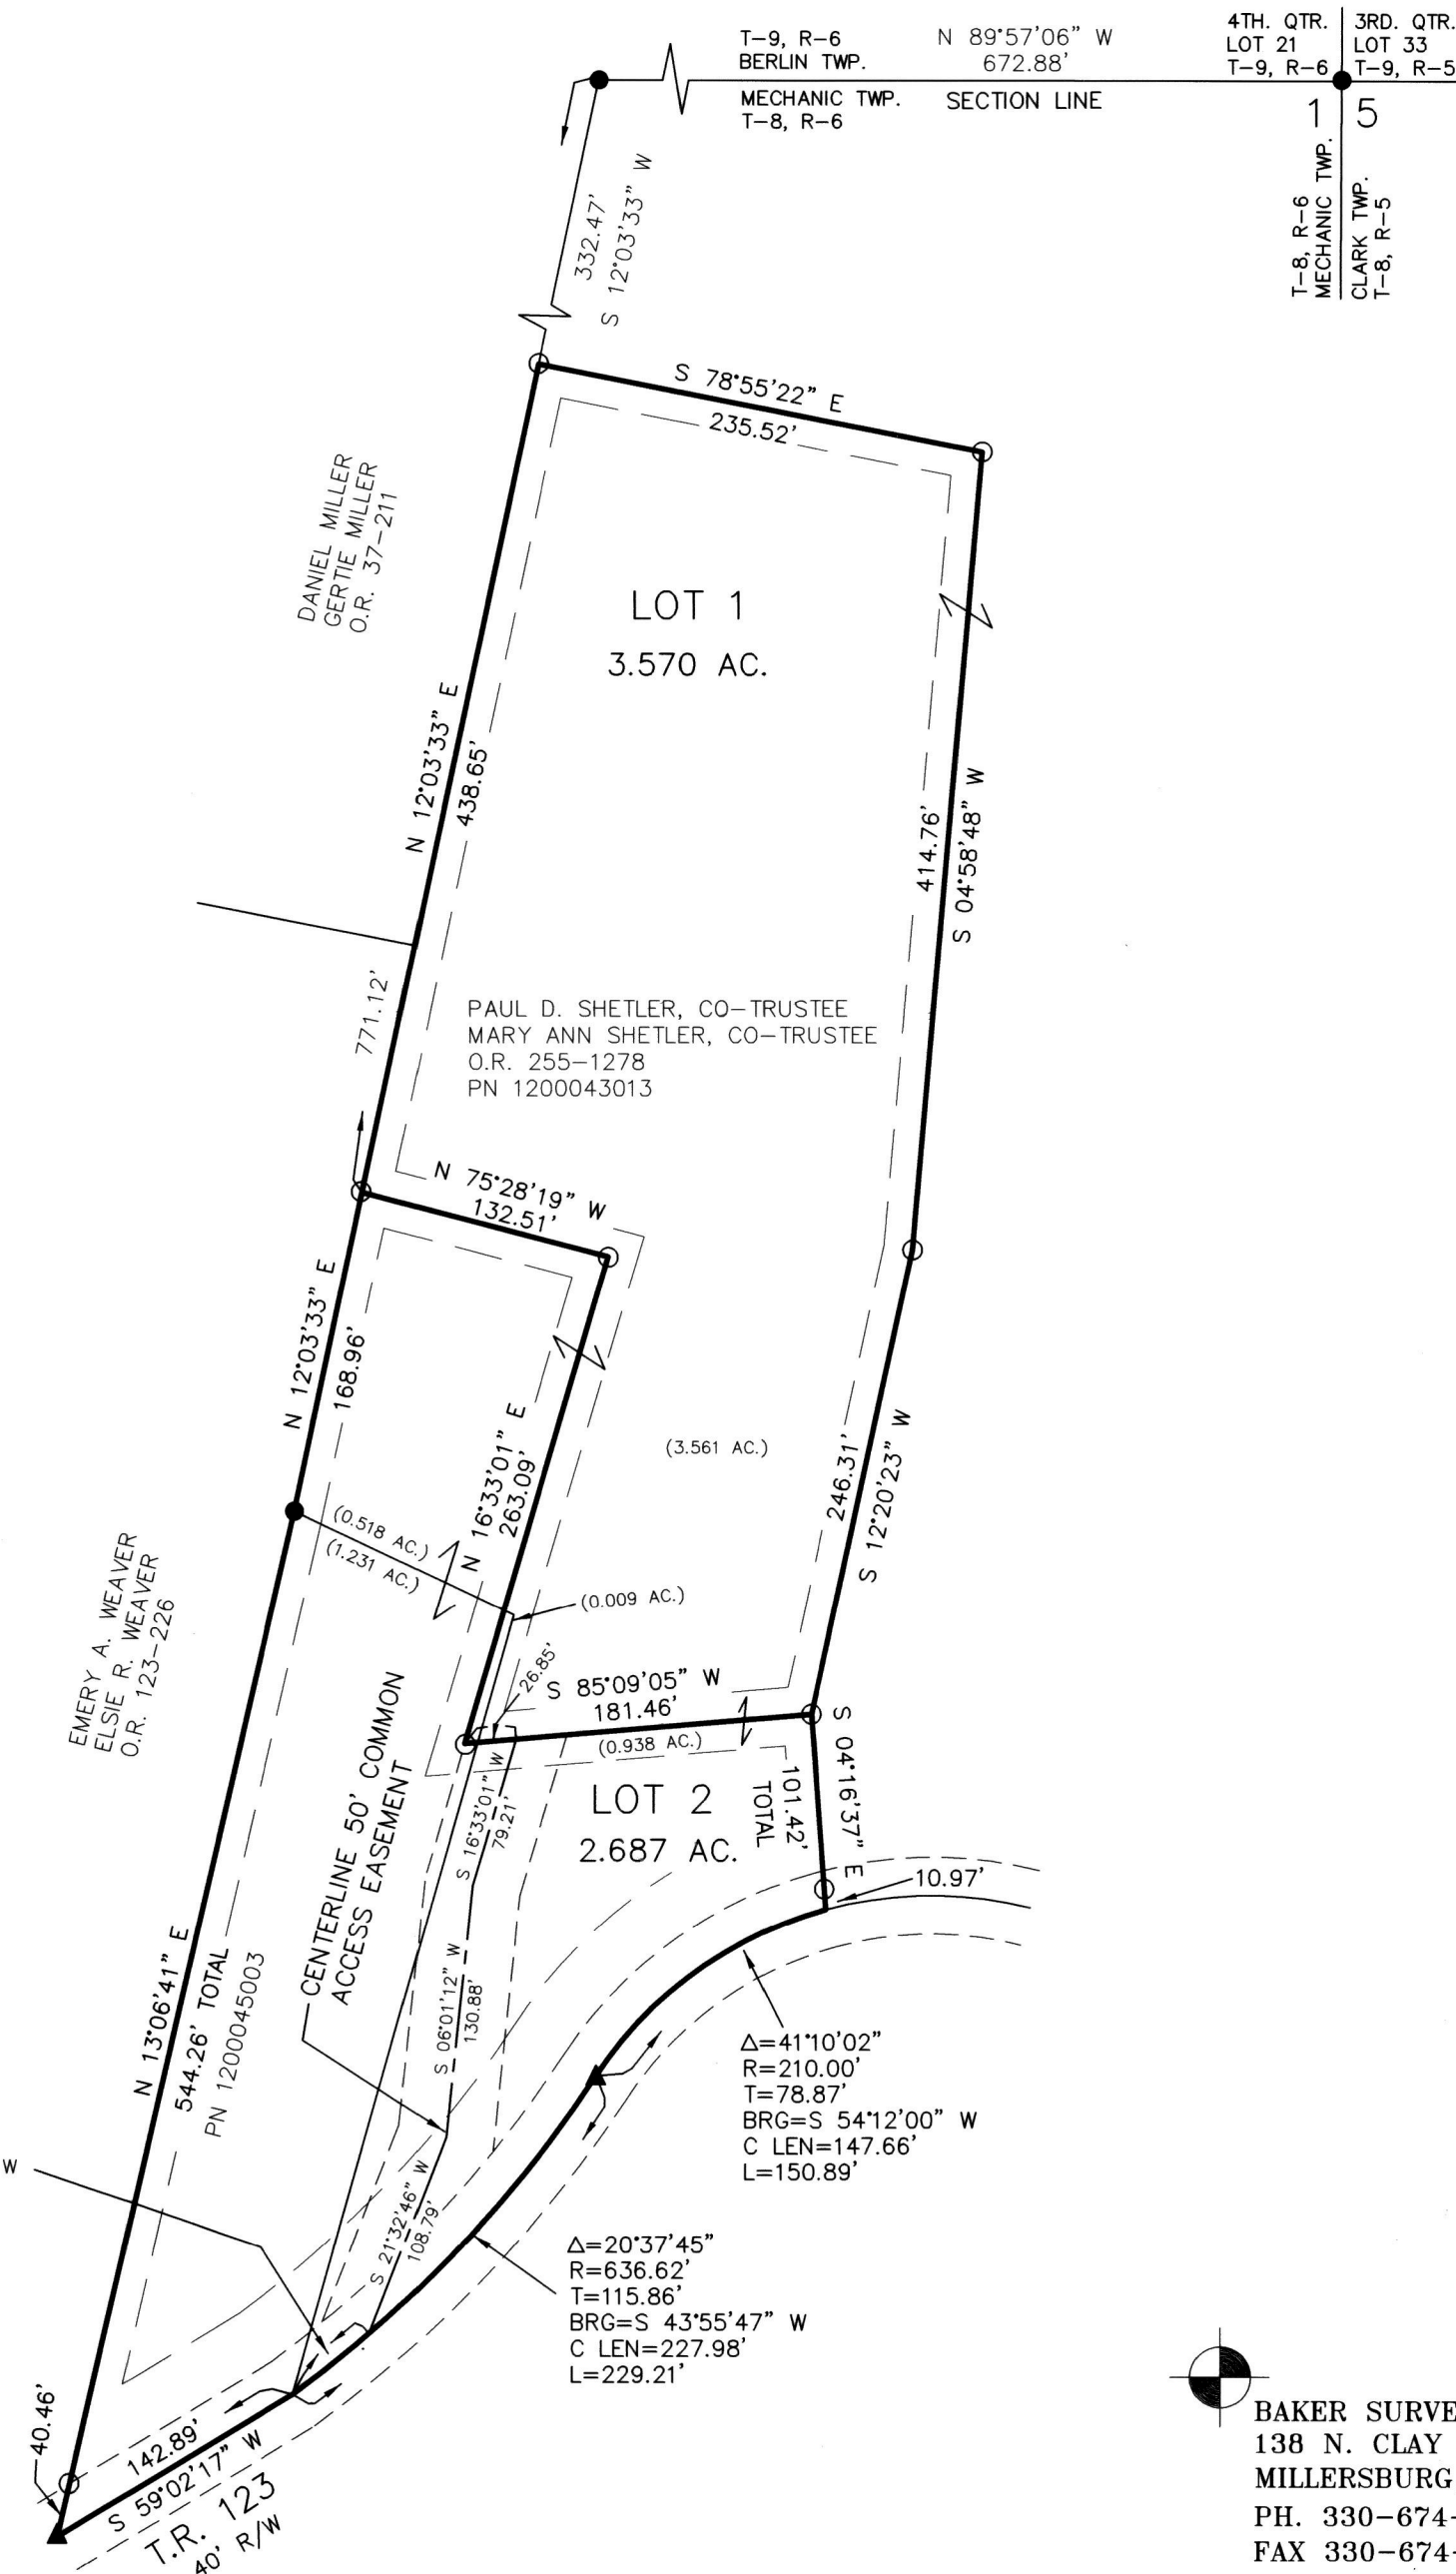 T-9, R-6
BERLIN TWP.
N 89°57'06" W
672.88'
4TH. QTR.
LOT 21
T-9, R-6
3RD. QTR.
LOT 33
T-9, R-5
MECHANIC TWP.
T-8, R-6
SECTION LINE
1
5
T-8, R-6
MECHANIC TWP.
CLARK TWP.
T-8, R-5
332.47'
S 12°03'33" W
S 78°55'22" E
235.52'
DANIEL MILLER
GERTIE MILLER
O.R. 37-211
LOT 1
3.570 AC.
N 12°03'33" E
438.65'
414.76'
S 04°58'48" W
771.12'
PAUL D. SHETLER, CO-TRUSTEE
MARY ANN SHETLER, CO-TRUSTEE
O.R. 255-1278
PN 1200043013
N 75°28'19" W
132.51'
N 12°03'33" E
168.96'
N 16°33'01" E
263.09'
(3.561 AC.)
246.31'
S 12°20'23" W
(0.518 AC.)
(1.231 AC.)
(0.009 AC.)
EMERY A. WEAVER
ELSIE R. WEAVER
O.R. 123-226
26.85'
S 85°09'05" W
181.46'
(0.938 AC.)
CENTERLINE 50' COMMON
ACCESS EASEMENT
S 16°33'01" W
79.21'
LOT 2
2.687 AC.
101.42'
TOTAL
S 04°16'37" E
10.97'
N 13°06'41" E
544.26' TOTAL
PN 1200045003
S 06°01'12" W
130.88'
Δ=41°10'02"
R=210.00'
T=78.87'
BRG=S 54°12'00" W
C LEN=147.66'
L=150.89'
W
S 21°32'46" W
108.79'
Δ=20°37'45"
R=636.62'
T=115.86'
BRG=S 43°55'47" W
C LEN=227.98'
L=229.21'
40.46'
142.89'
S 59°02'17" W
T.R. 123
40' R/W
BAKER SURVE
138 N. CLAY
MILLERSBURG
PH. 330-674-
FAX 330-674-